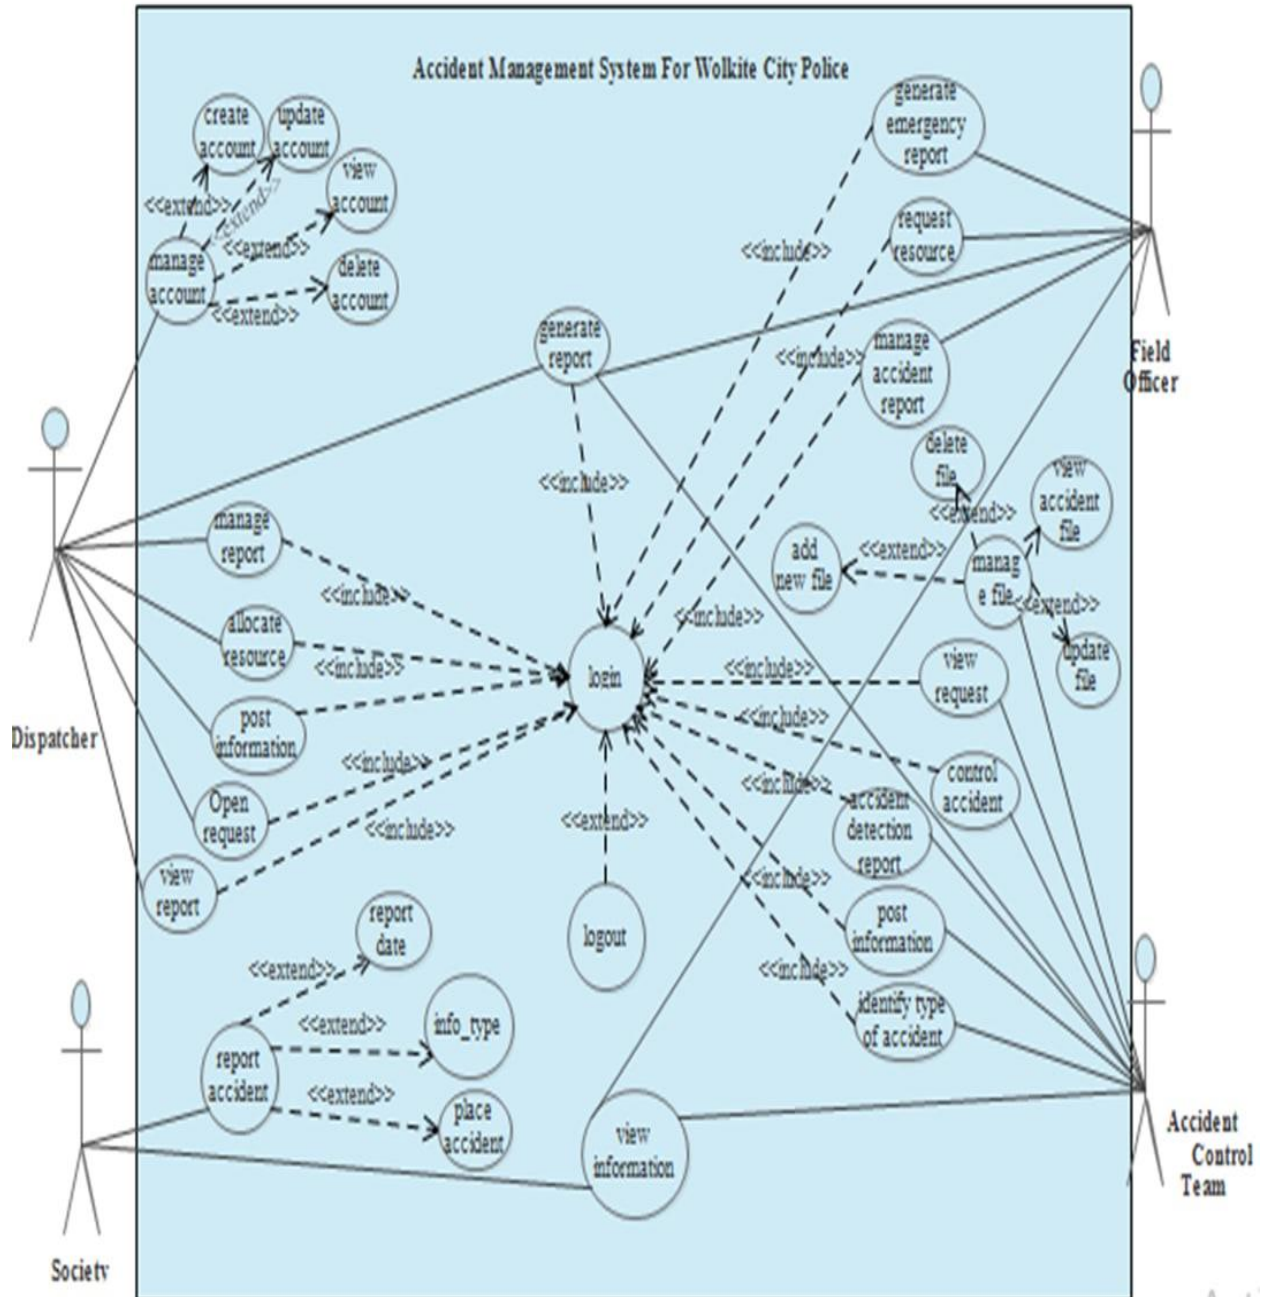 Accident Management System For Wolkite City Police
create
account
update
account
view
account
<<extend>>
<<extend>>
<<extend>>
manage
account
delete
account
<<extend>>
generate
emergency
report
<<include>>
request
resource
generate
report
<<include>>
manage
accident
report
Field
Officer
<<include>>
delete
file
view
accident
file
<<extend>>
add
new file
<<extend>>
manag
e file
<<extend>>
update
file
manage
report
<<include>>
allocate
resource
<<include>>
<<include>>
login
<<include>>
view
request
Dispatcher
post
information
<<include>>
<<include>>
control
accident
Open
request
<<include>>
<<extend>>
<<include>>
accident
detection
report
view
report
<<include>>
report
date
logout
post
information
<<extend>>
<<include>>
identify type
of accident
<<extend>>
info_type
report
accident
<<extend>>
place
accident
view
information
Accident
Control
Team
Society